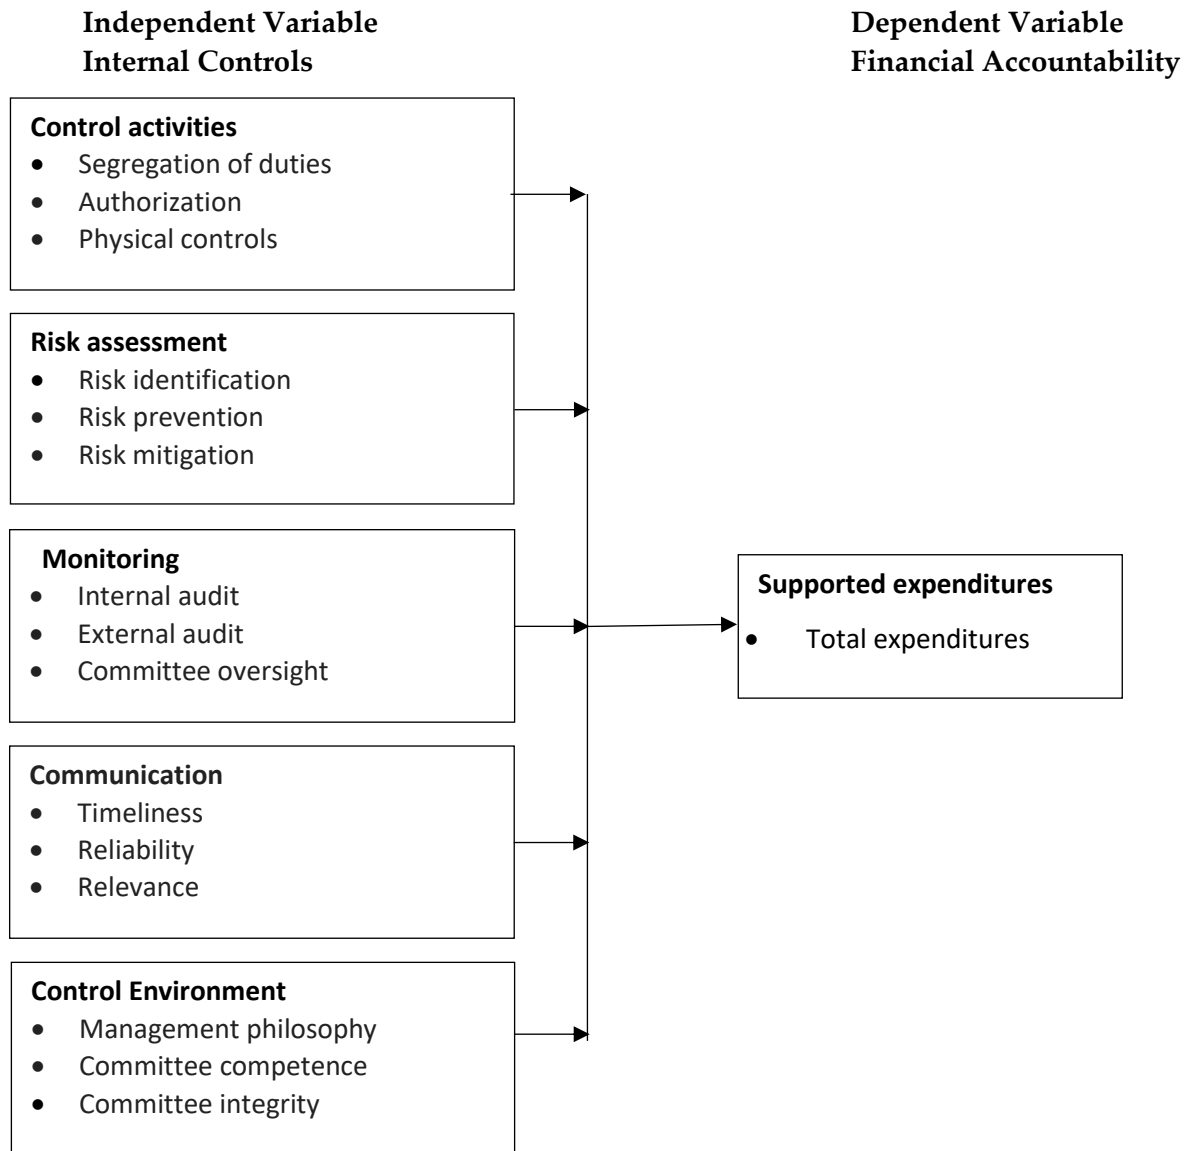 Independent Variable
Internal Controls
Dependent Variable
Financial Accountability
Control activities
• Segregation of duties
• Authorization
• Physical controls
Risk assessment
• Risk identification
• Risk prevention
• Risk mitigation
Monitoring
• Internal audit
• External audit
• Committee oversight
Supported expenditures
• Total expenditures
Communication
• Timeliness
• Reliability
• Relevance
Control Environment
• Management philosophy
• Committee competence
• Committee integrity